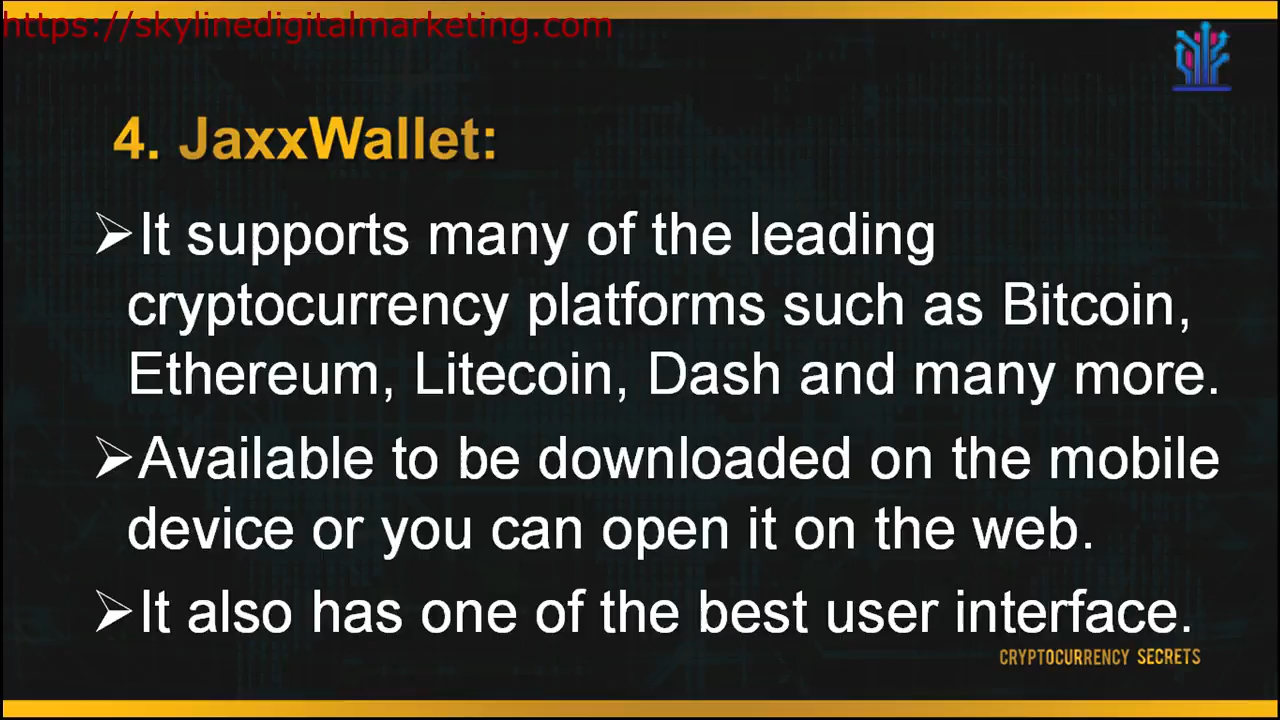 https://skylinedigitalmarketing.com
4. JaxxWallet:
➢It supports many of the leading
cryptocurrency platforms such as Bitcoin,
Ethereum, Litecoin, Dash and many more.
➢Available to be downloaded on the mobile
device or you can open it on the web.
➢It also has one of the best user interface.
CRYPTOCURRENCY SECRETS